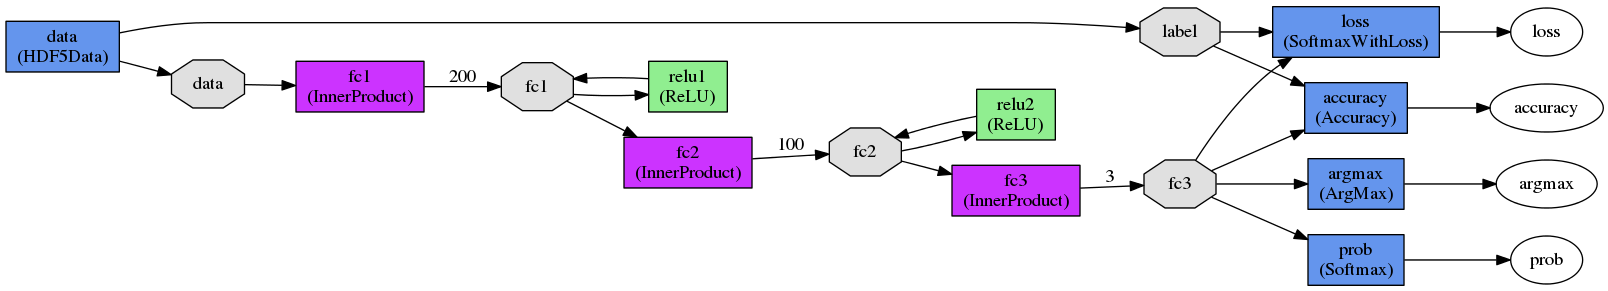 data
(HDF5Data)
data
fc1
(InnerProduct)
200
fc1
relu1
(ReLU)
fc2
(InnerProduct)
100
fc2
relu2
(ReLU)
fc3
(InnerProduct)
3
fc3
label
loss
(SoftmaxWithLoss)
loss
accuracy
(Accuracy)
accuracy
argmax
(ArgMax)
argmax
prob
(Softmax)
prob